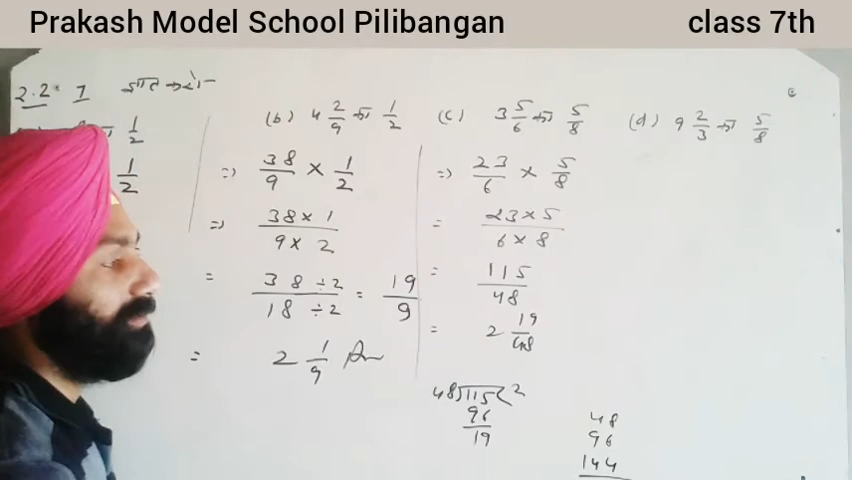 Prakash Model School Pilibangan class 7th
2.2 7 ज्ञात करो-
1/2
1/2
(b) 4 2/9 का 1/2
=> 38/9 × 1/2
=> 38×1 / 9×2
= 38÷2 / 18÷2 = 19/9
= 2 1/9 Ans
(c) 3 5/6 का 5/8
=> 23/6 × 5/8
= 23×5 / 6×8
= 115/48
= 2 19/48
48)115(2
96
19
48
96
144
(d) 9 2/3 का 5/8